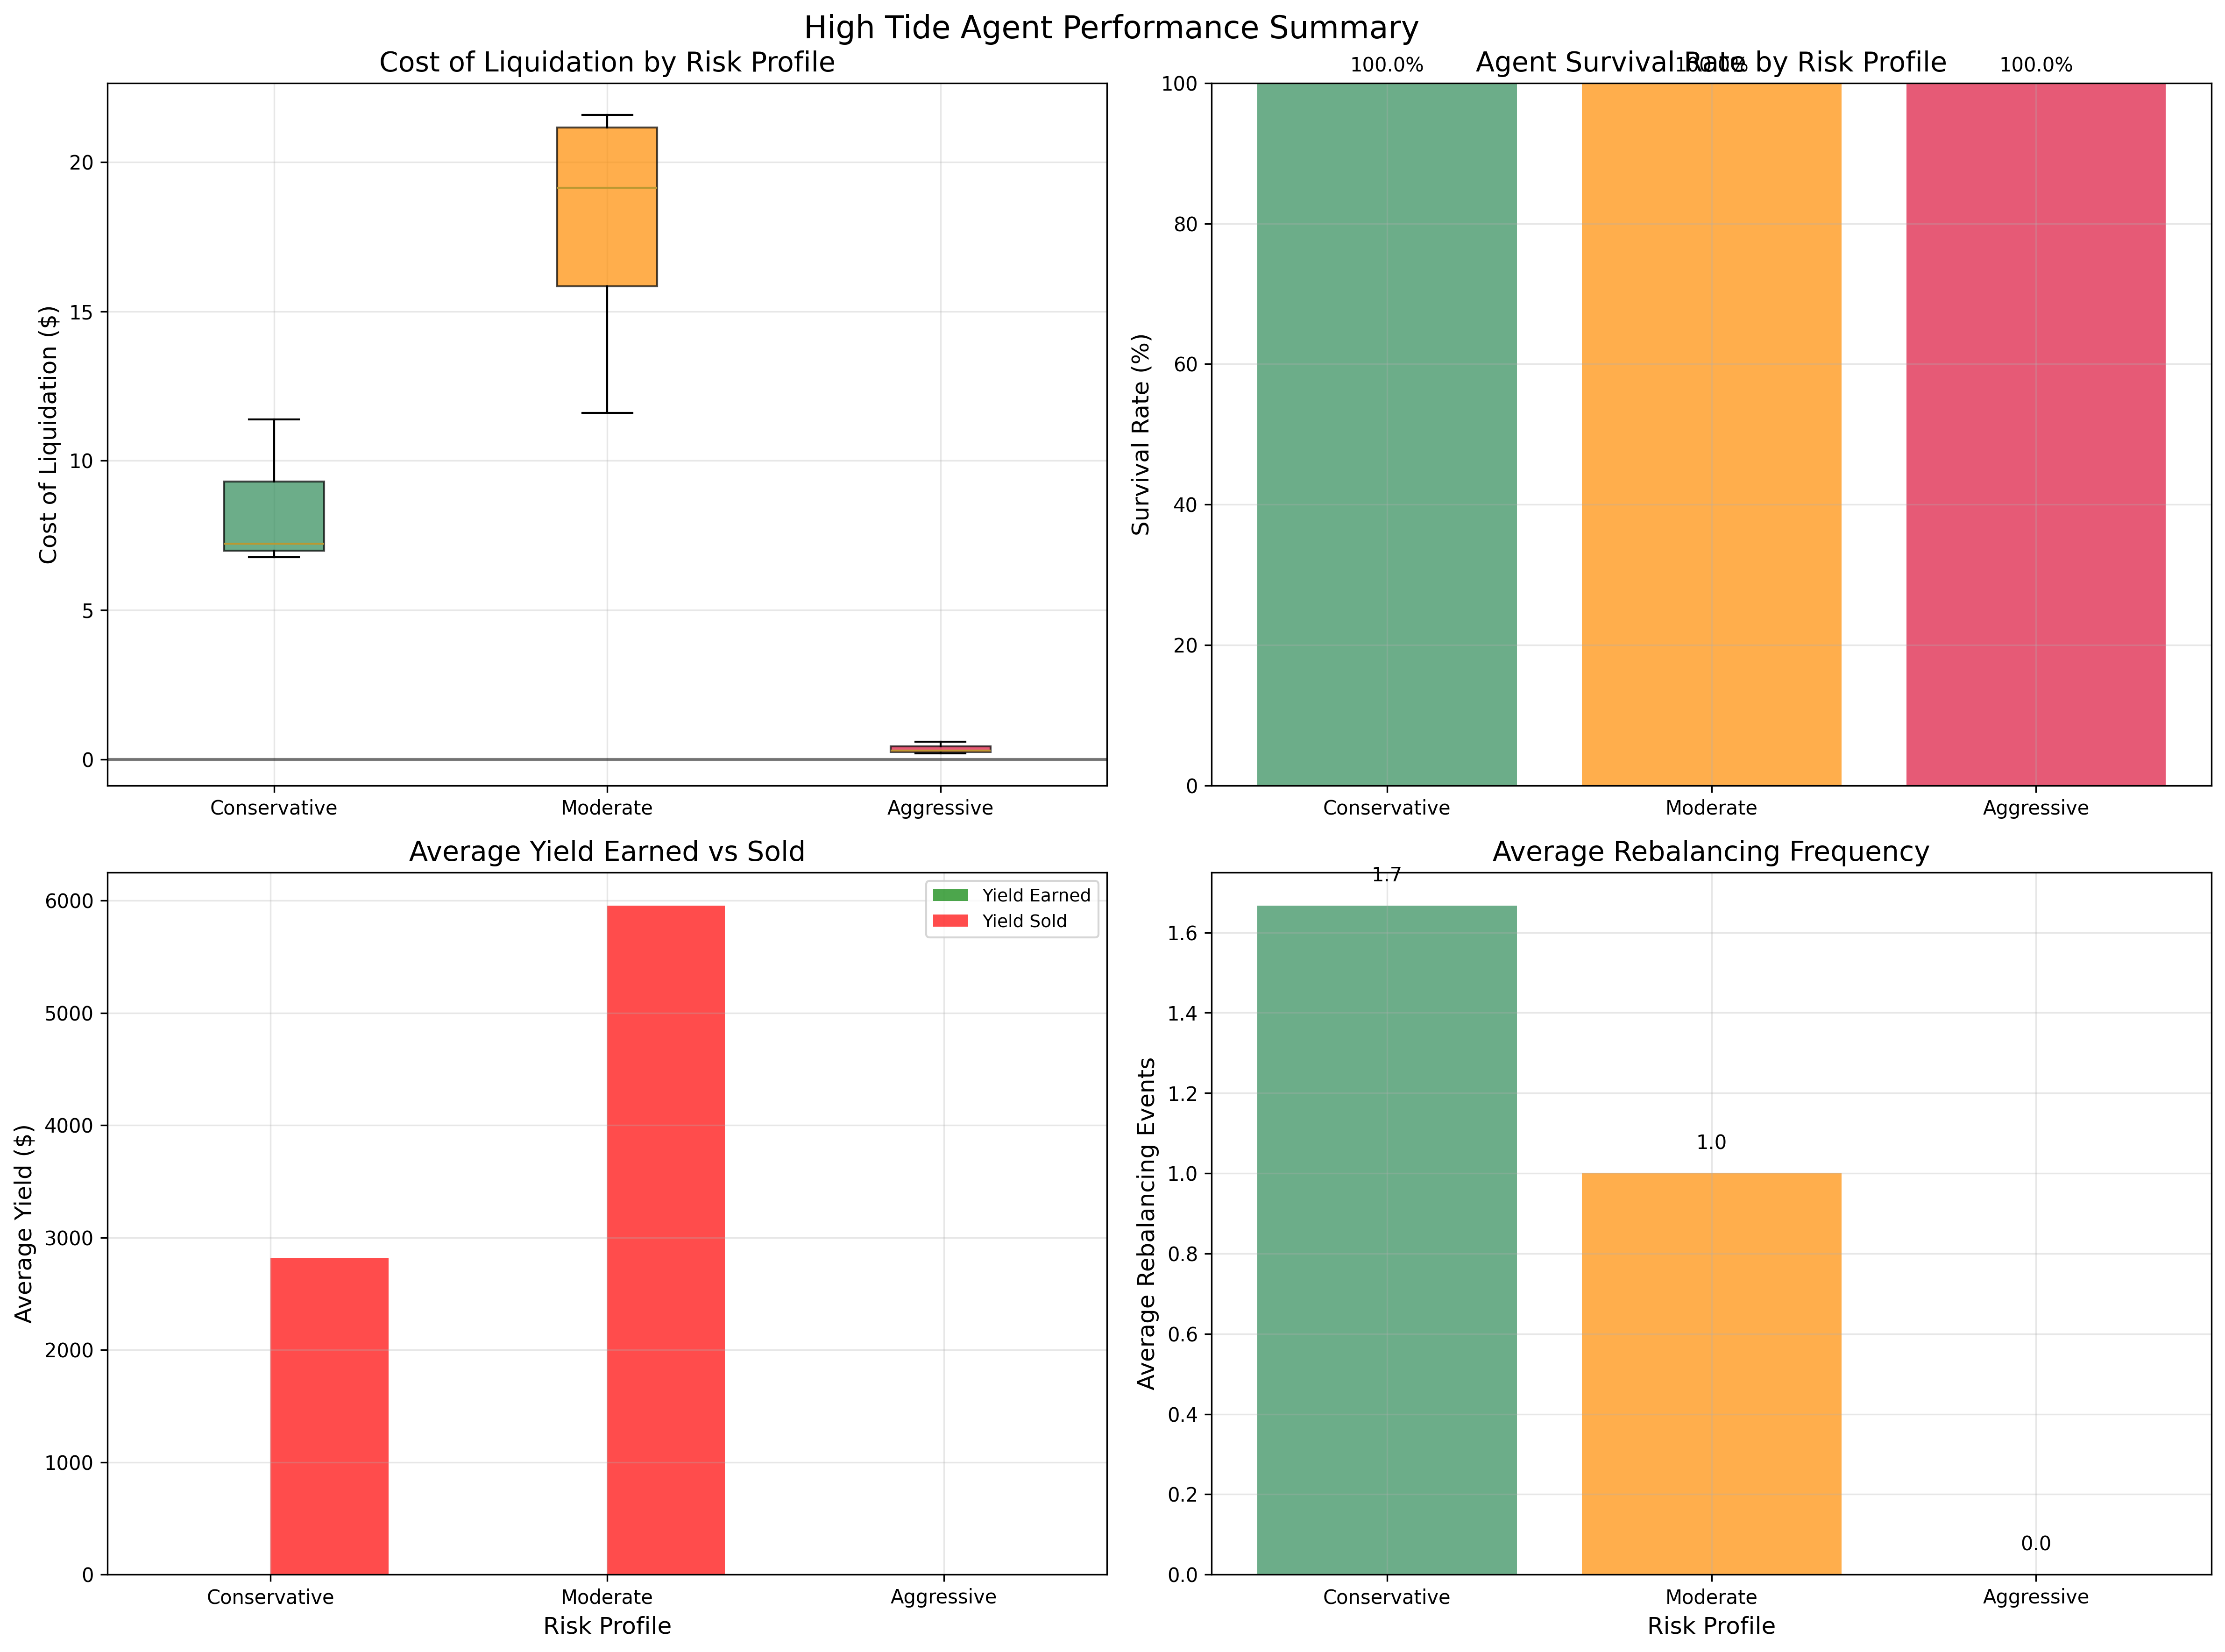 High Tide Agent Performance Summary
Cost of Liquidation by Risk Profile
Cost of Liquidation ($)
20
15
10
5
0
Conservative
Moderate
Aggressive
Agent Survival Rate by Risk Profile
100.0%
100.0%
100.0%
Survival Rate (%)
100
80
60
40
20
0
Conservative
Moderate
Aggressive
Average Yield Earned vs Sold
Yield Earned
Yield Sold
Average Yield ($)
6000
5000
4000
3000
2000
1000
0
Conservative
Moderate
Aggressive
Risk Profile
Average Rebalancing Frequency
1.7
1.0
0.0
Average Rebalancing Events
1.6
1.4
1.2
1.0
0.8
0.6
0.4
0.2
0.0
Conservative
Moderate
Aggressive
Risk Profile